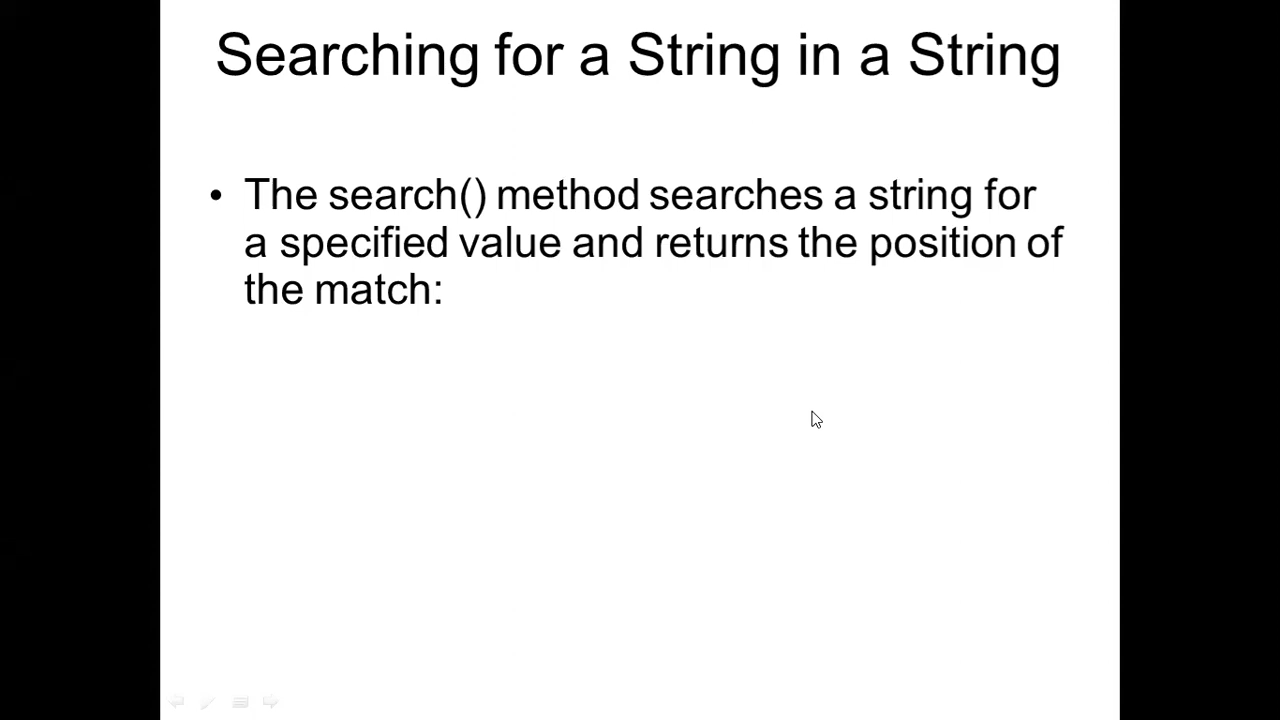 Searching for a String in a String
• The search() method searches a string for
a specified value and returns the position of
the match: